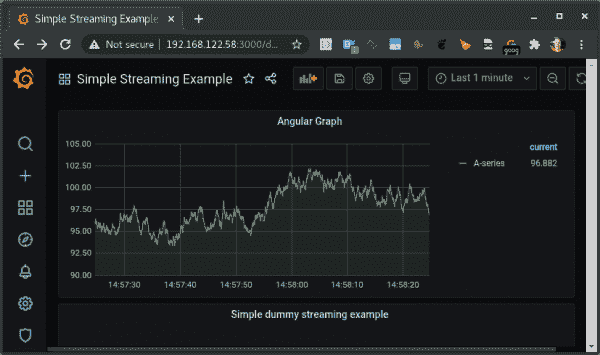 Simple Streaming Example
Not secure | 192.168.122.58:3000/d...
goog
Simple Streaming Example
Last 1 minute
Angular Graph
105.00
102.50
100.00
97.50
95.00
92.50
90.00
14:57:30 14:57:40 14:57:50 14:58:00 14:58:10 14:58:20
current
A-series 96.882
Simple dummy streaming example